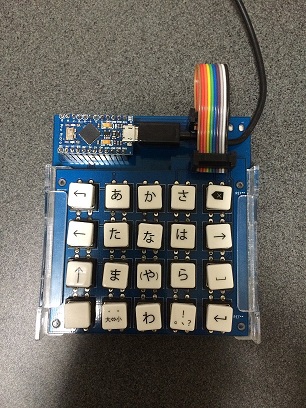 あ か さ
← た な は →
↑ ま (や) ら
大⇔小 わ 、。!? ↵